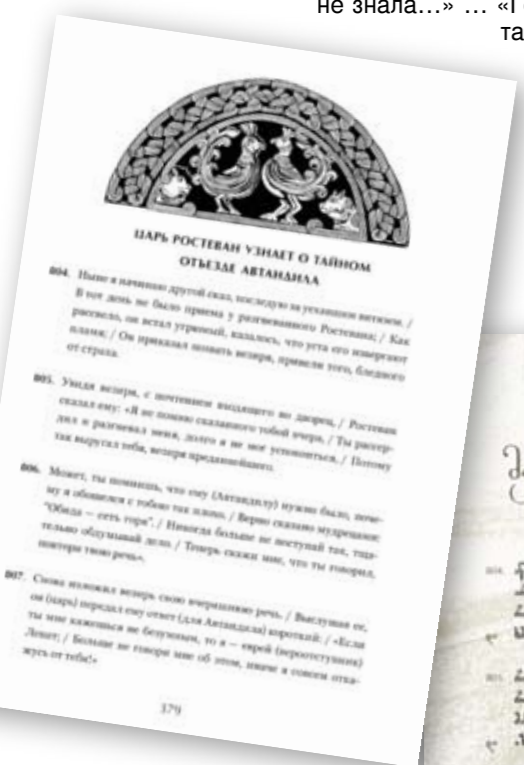 не знала…» … «Г
та
ЦАРЬ РОСТЕВАН УЗНАЕТ О ТАЙНОМ
ОТЪЕЗДЕ АВТАНДИЛА
804. Ныне я начинаю другой сказ, последую за уехавшим витязем. /
В тот день не было приема у разгневанного Ростевана; / Как
рассвело, он встал угрюмый, казалось, что уста его извергают
пламя; / Он приказал позвать везиря, привели того, бледного
от страха.
805. Увидя везиря, с почтением входящего во дворец, / Ростеван
сказал ему: «Я не помню сказанного тобой вчера, / Ты рассер-
дил и разгневал меня, долго я не мог успокоиться, / Потому
так выругал тебя, везиря преданнейшего.
806. Может, ты помнишь, что ему (Автандилу) нужно было, поче-
му я обошелся с тобою так плохо. / Верно сказано мудрецами:
"Обида — сеть горя". / Никогда больше не поступай так, тща-
тельно обдумывай дело. / Теперь скажи мне, что ты говорил,
повтори твою речь».
807. Снова изложил везирь свою вчерашнюю речь. / Выслушав ее,
он (царь) передал ему ответ (для Автандила) короткий: / «Если
ты мне кажешься не безумным, то я — еврей (вероотступник)
Леват; / Больше не говори мне об этом, иначе я совсем отка-
жусь от тебя!»
379
804.
805.